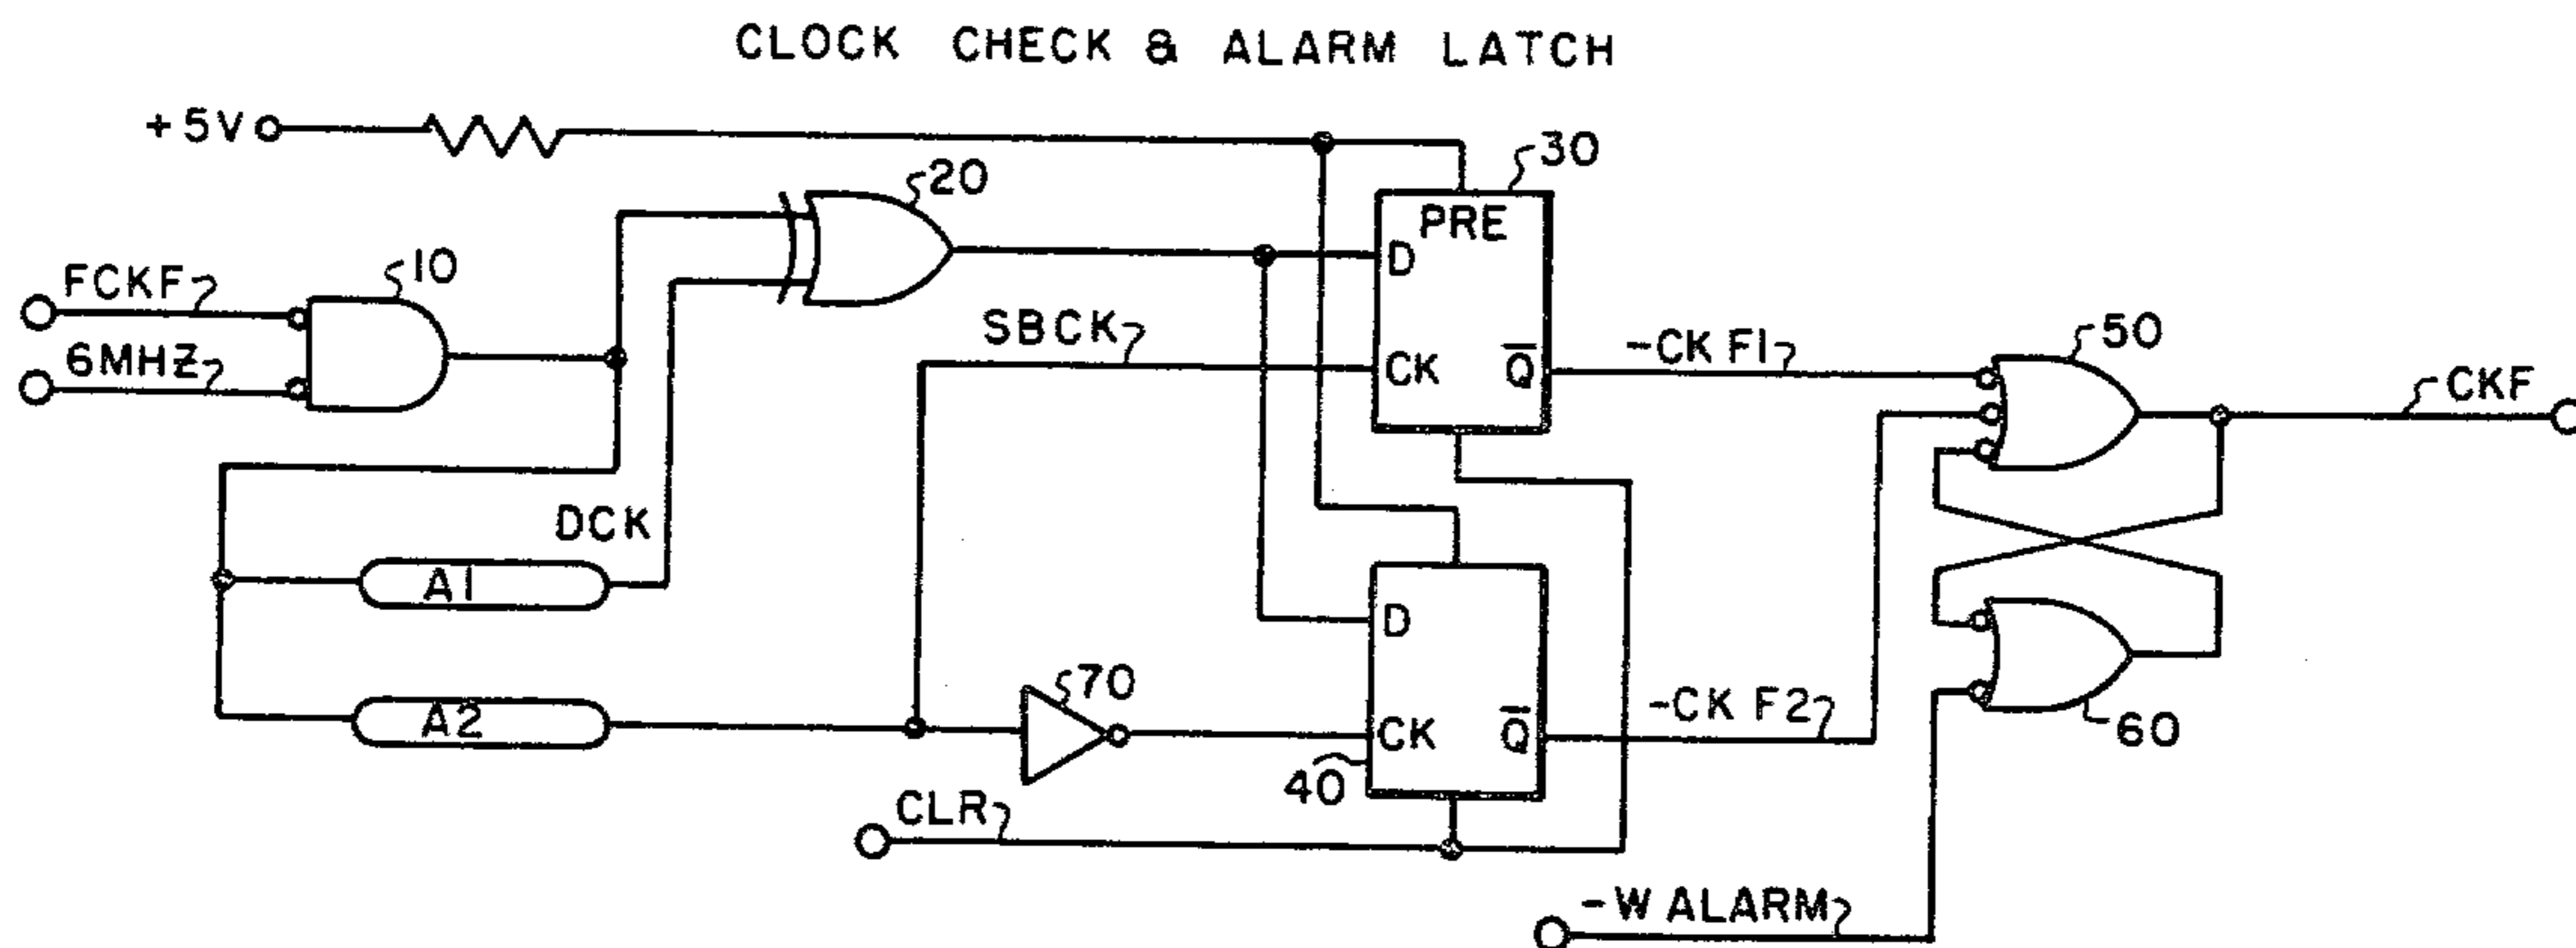 CLOCK CHECK & ALARM LATCH
+5V
30
20
PRE
FCKF
10
D
SBCK
50
6MHZ
-CK F1
CK
Q̅
CKF
DCK
A1
D
70
A2
-CK F2
CK
Q̅
60
40
CLR
-W ALARM